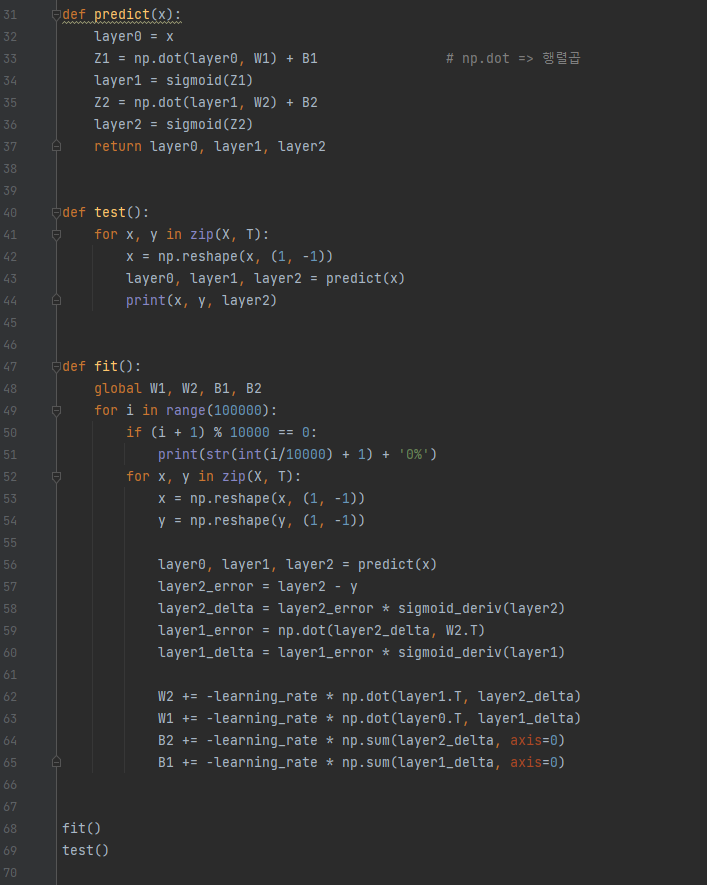 31 def predict(x):
32     layer0 = x
33     Z1 = np.dot(layer0, W1) + B1                # np.dot => 행렬곱
34     layer1 = sigmoid(Z1)
35     Z2 = np.dot(layer1, W2) + B2
36     layer2 = sigmoid(Z2)
37     return layer0, layer1, layer2
38
39
40 def test():
41     for x, y in zip(X, T):
42         x = np.reshape(x, (1, -1))
43         layer0, layer1, layer2 = predict(x)
44         print(x, y, layer2)
45
46
47 def fit():
48     global W1, W2, B1, B2
49     for i in range(100000):
50         if (i + 1) % 10000 == 0:
51             print(str(int(i/10000) + 1) + '0%')
52         for x, y in zip(X, T):
53             x = np.reshape(x, (1, -1))
54             y = np.reshape(y, (1, -1))
55
56             layer0, layer1, layer2 = predict(x)
57             layer2_error = layer2 - y
58             layer2_delta = layer2_error * sigmoid_deriv(layer2)
59             layer1_error = np.dot(layer2_delta, W2.T)
60             layer1_delta = layer1_error * sigmoid_deriv(layer1)
61
62             W2 += -learning_rate * np.dot(layer1.T, layer2_delta)
63             W1 += -learning_rate * np.dot(layer0.T, layer1_delta)
64             B2 += -learning_rate * np.sum(layer2_delta, axis=0)
65             B1 += -learning_rate * np.sum(layer1_delta, axis=0)
66
67
68 fit()
69 test()
70